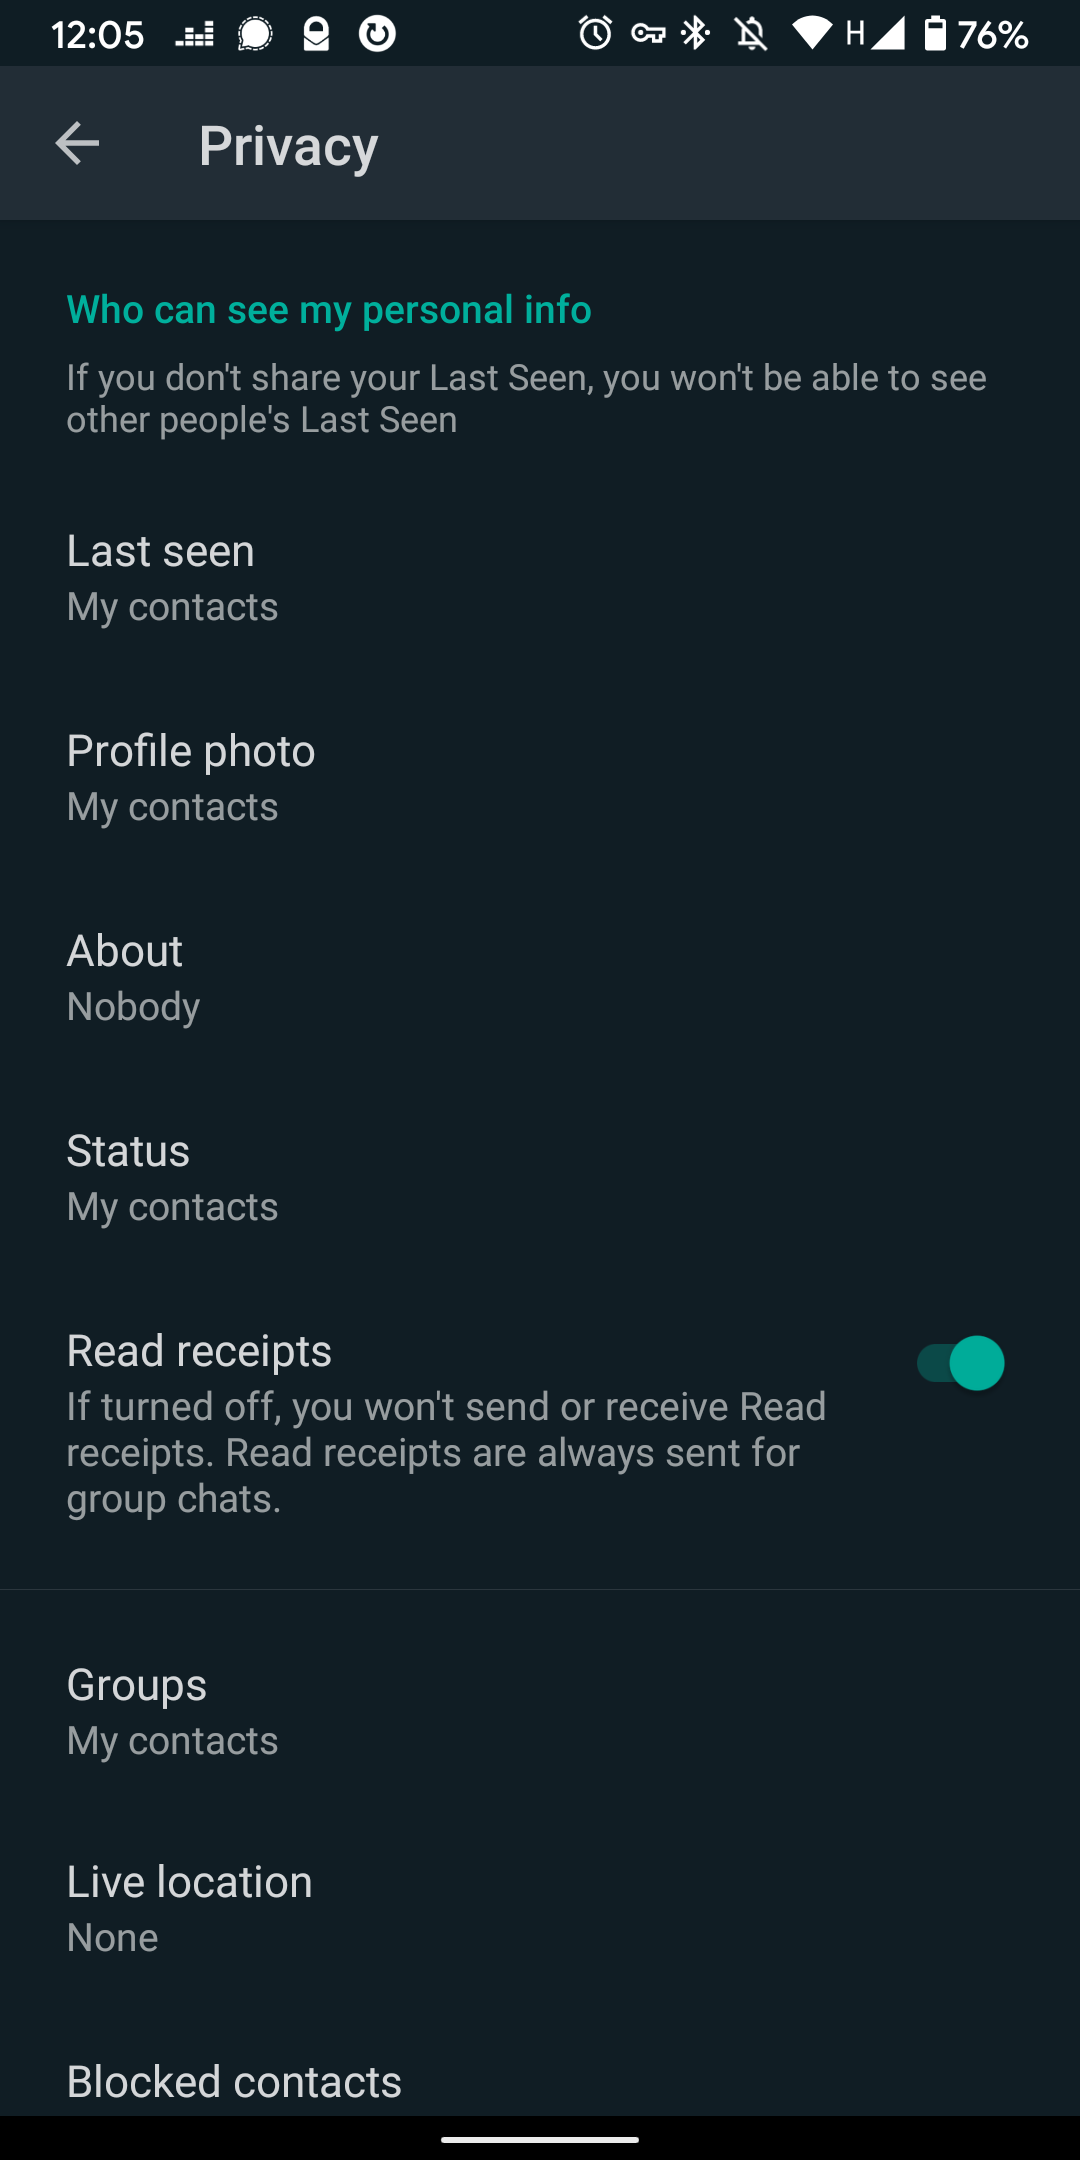 12:05 H 76%
Privacy
Who can see my personal info
If you don't share your Last Seen, you won't be able to see
other people's Last Seen
Last seen
My contacts
Profile photo
My contacts
About
Nobody
Status
My contacts
Read receipts
If turned off, you won't send or receive Read
receipts. Read receipts are always sent for
group chats.
Groups
My contacts
Live location
None
Blocked contacts